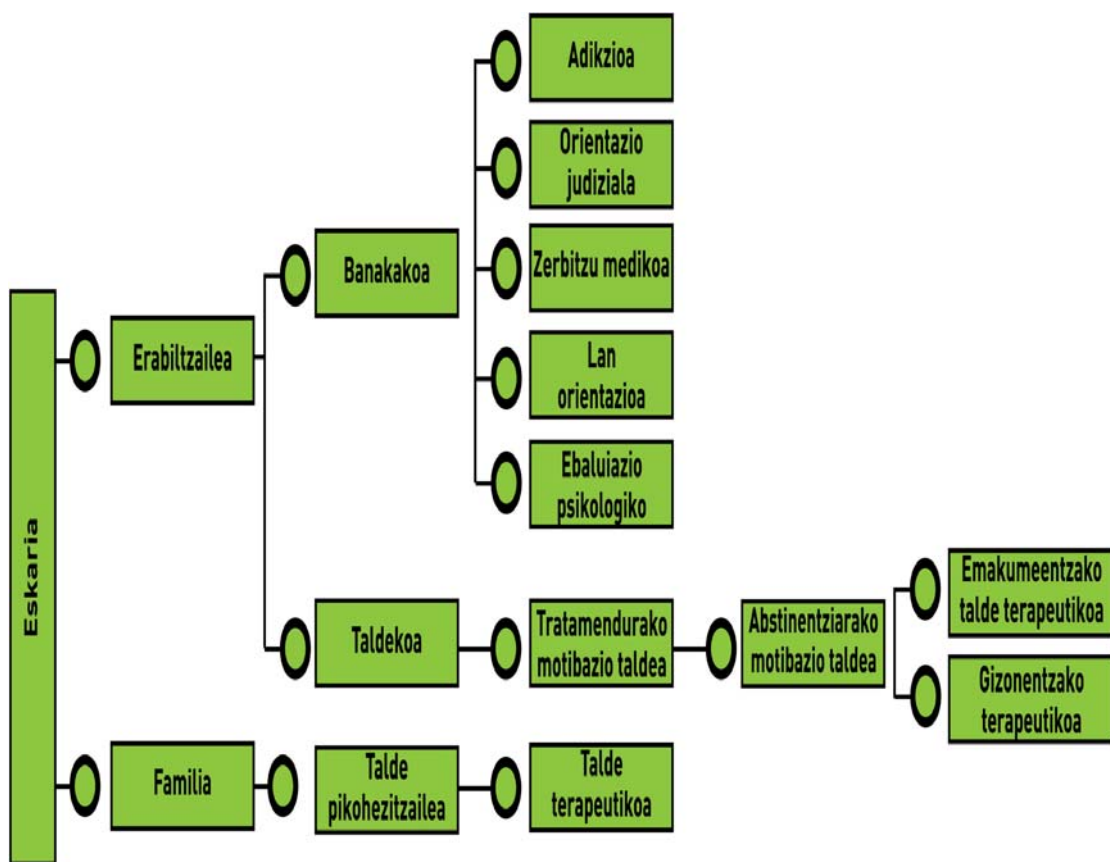 Eskaria
Erabiltzailea
Banakakoa
Adikzioa
Orientazio
judiziala
Zerbitzu medikoa
Lan
orientazioa
Ebaluiazio
psikologiko
Taldekoa
Tratamendurako
motibazio taldea
Abstinentziarako
motibazio taldea
Emakumeentzako
talde terapeutikoa
Gizonentzako
terapeutikoa
Familia
Talde
pikohezitzailea
Talde
terapeutikoa